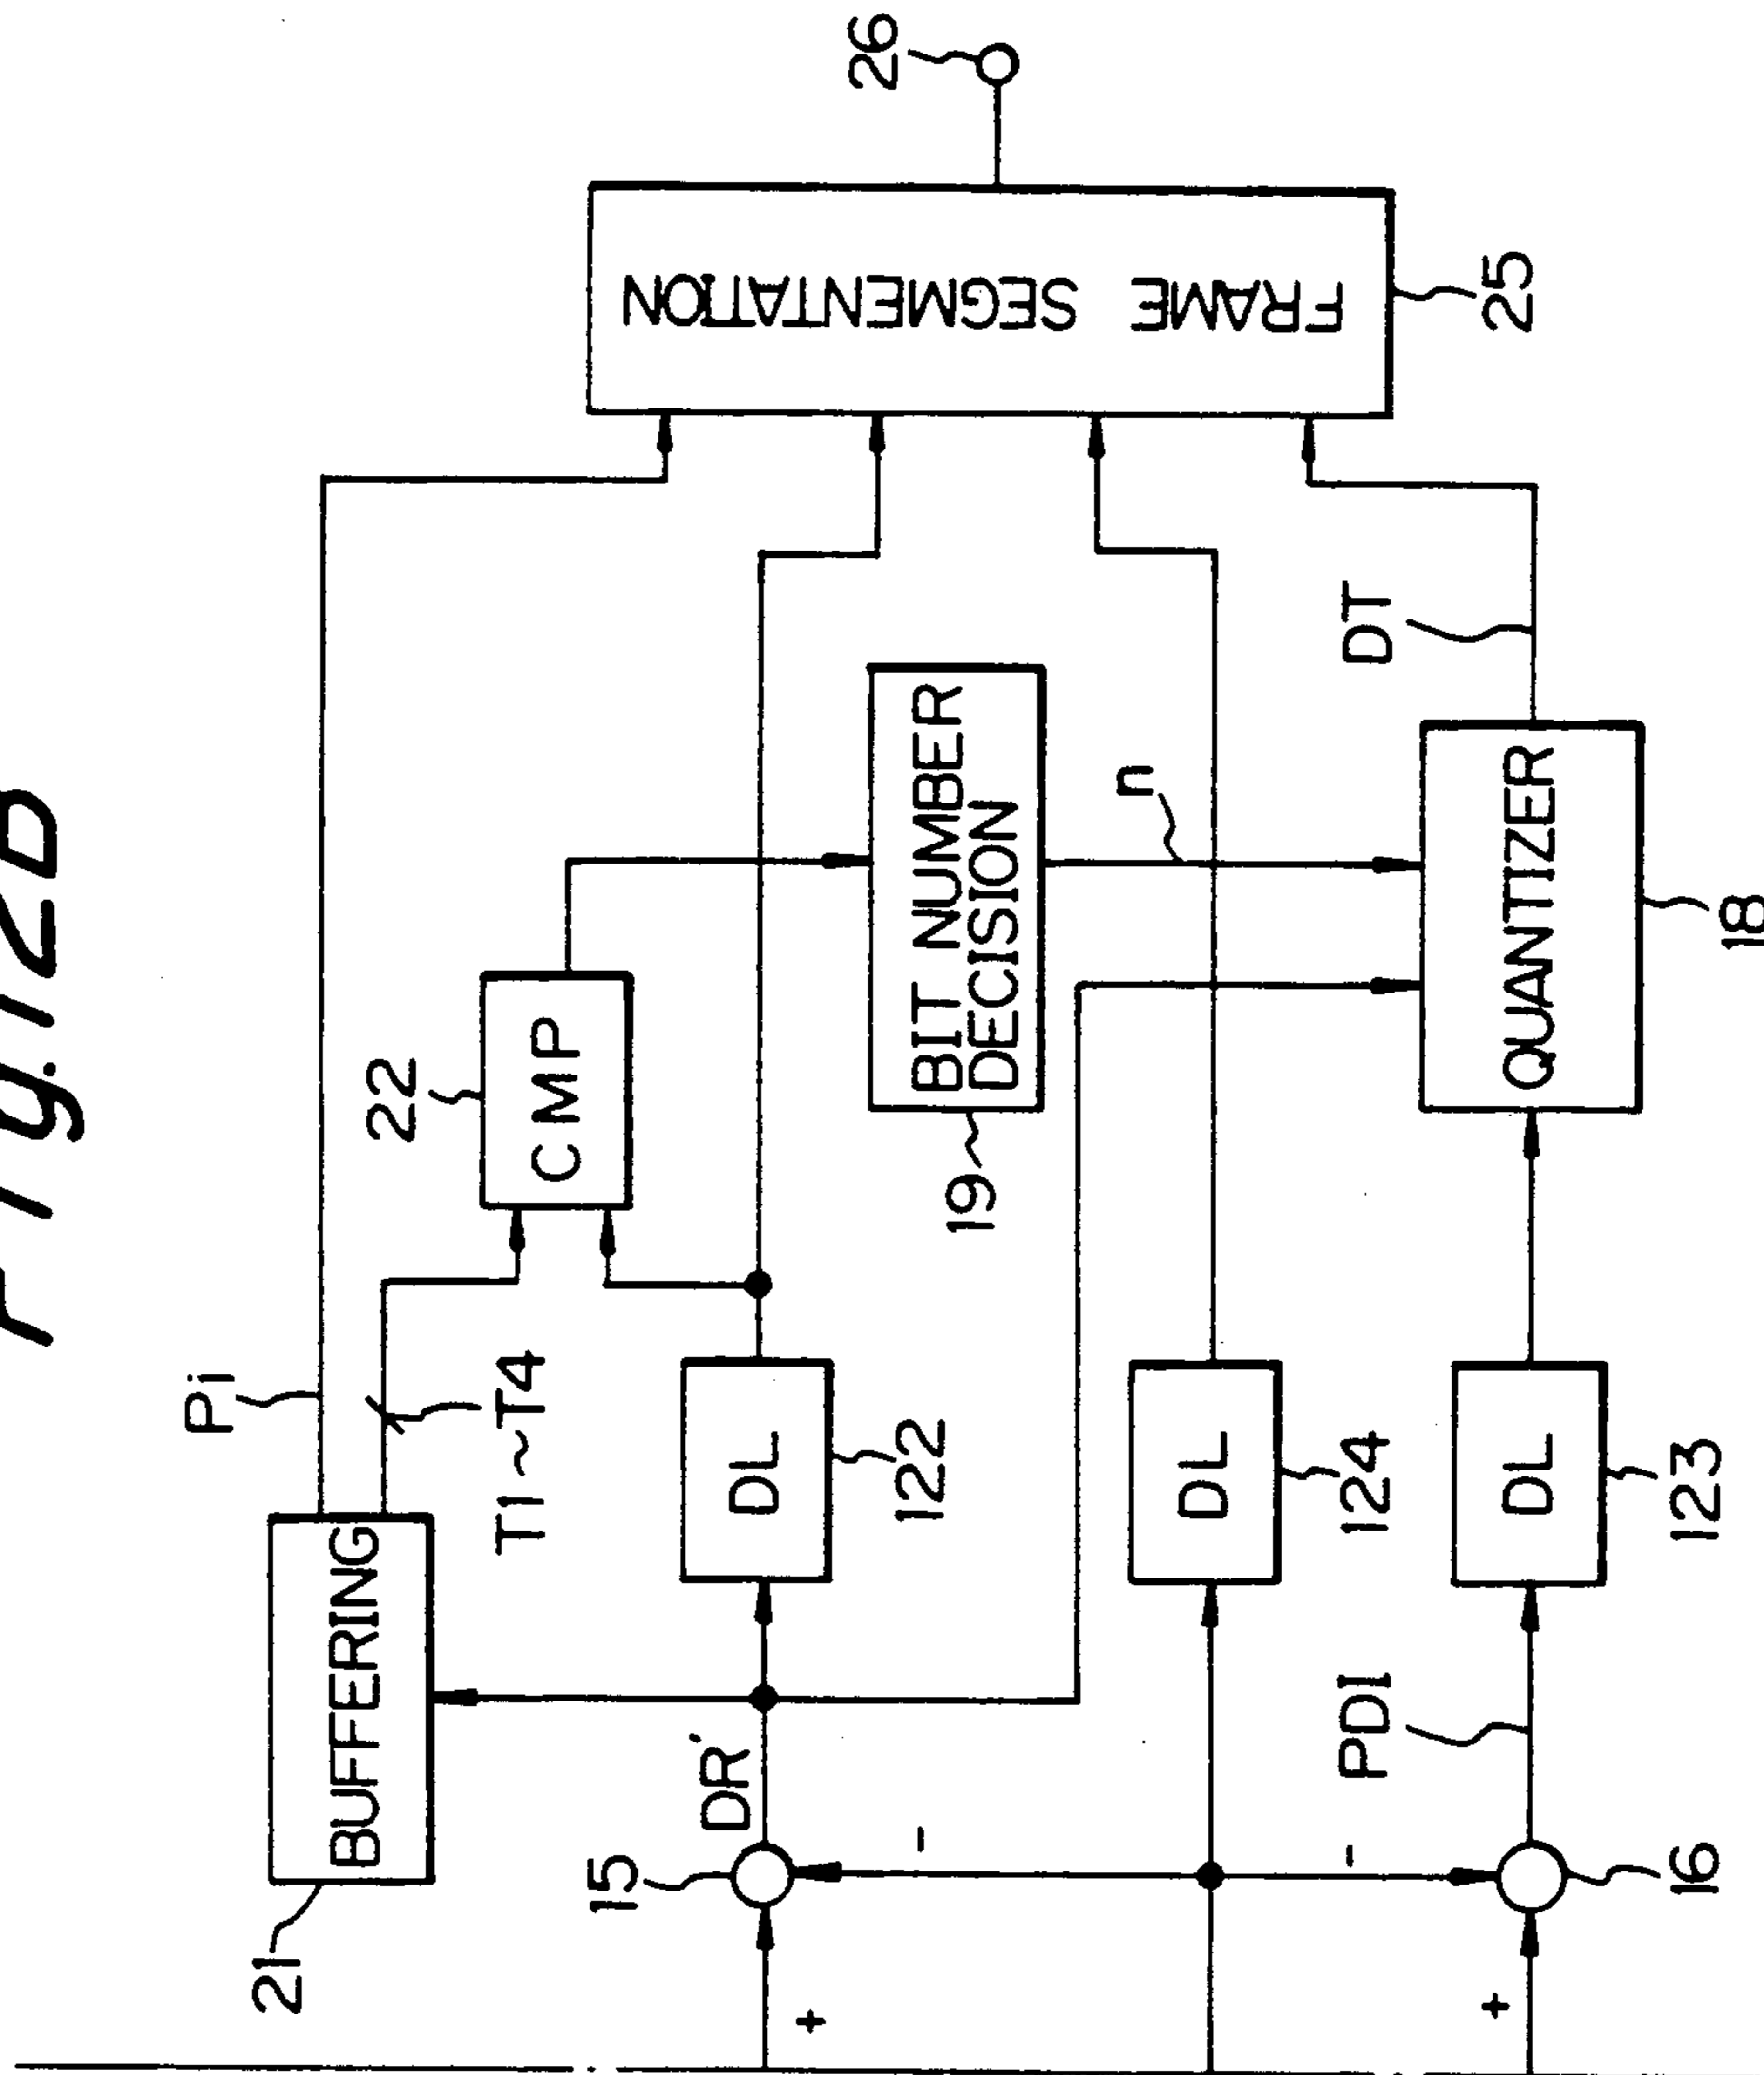 Fig.12B
Pi
21
BUFFERING
22
T1~T4
CMP
15
DR'
DL
+
26
-
122
BIT NUMBER
DECISION
19
FRAME SEGMENTATION
n
DL
-
124
PD1
DT
+
DL
QUANTIZER
25
16
123
18